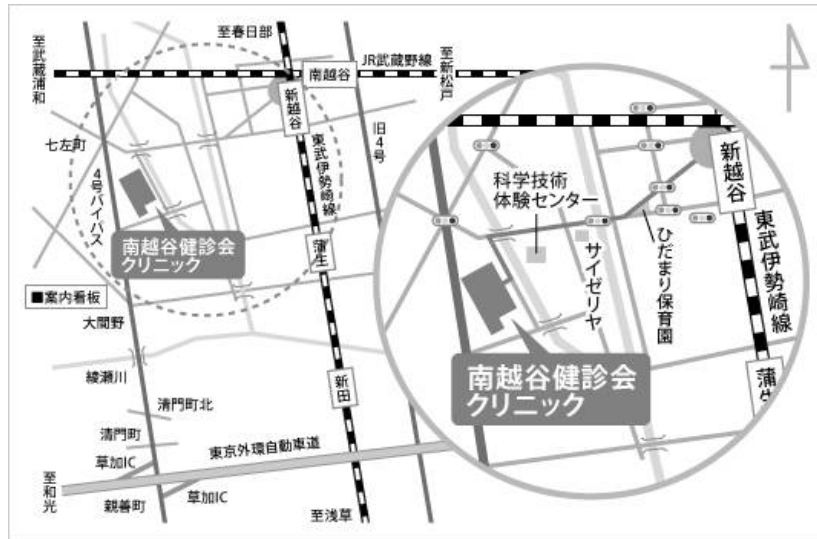 至春日部
至武蔵浦和
JR武蔵野線
南越谷
至新松戸
新越谷
七左町
4号バイパス
東武伊勢崎線
旧4号
南越谷健診会
クリニック
蒲生
■案内看板
大間野
綾瀬川
新田
清門町北
清門町
東京外環自動車道
草加IC
至和光
親善町
草加IC
至浅草
新越谷
科学技術
体験センター
サイゼリヤ
ひだまり保育園
東武伊勢崎線
南越谷健診会
クリニック
蒲生